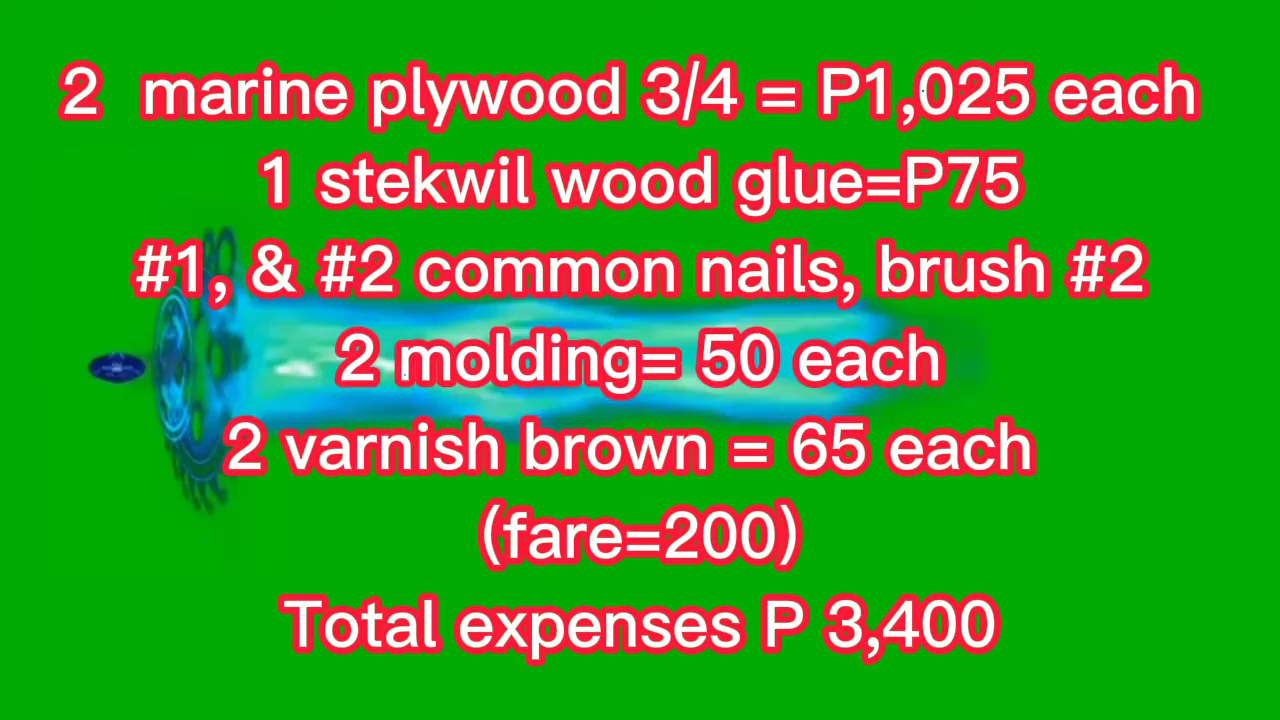 2 marine plywood 3/4 = P1,025 each
1 stekwil wood glue=P75
#1, & #2 common nails, brush #2
2 molding= 50 each
2 varnish brown = 65 each
(fare=200)
Total expenses P 3,400